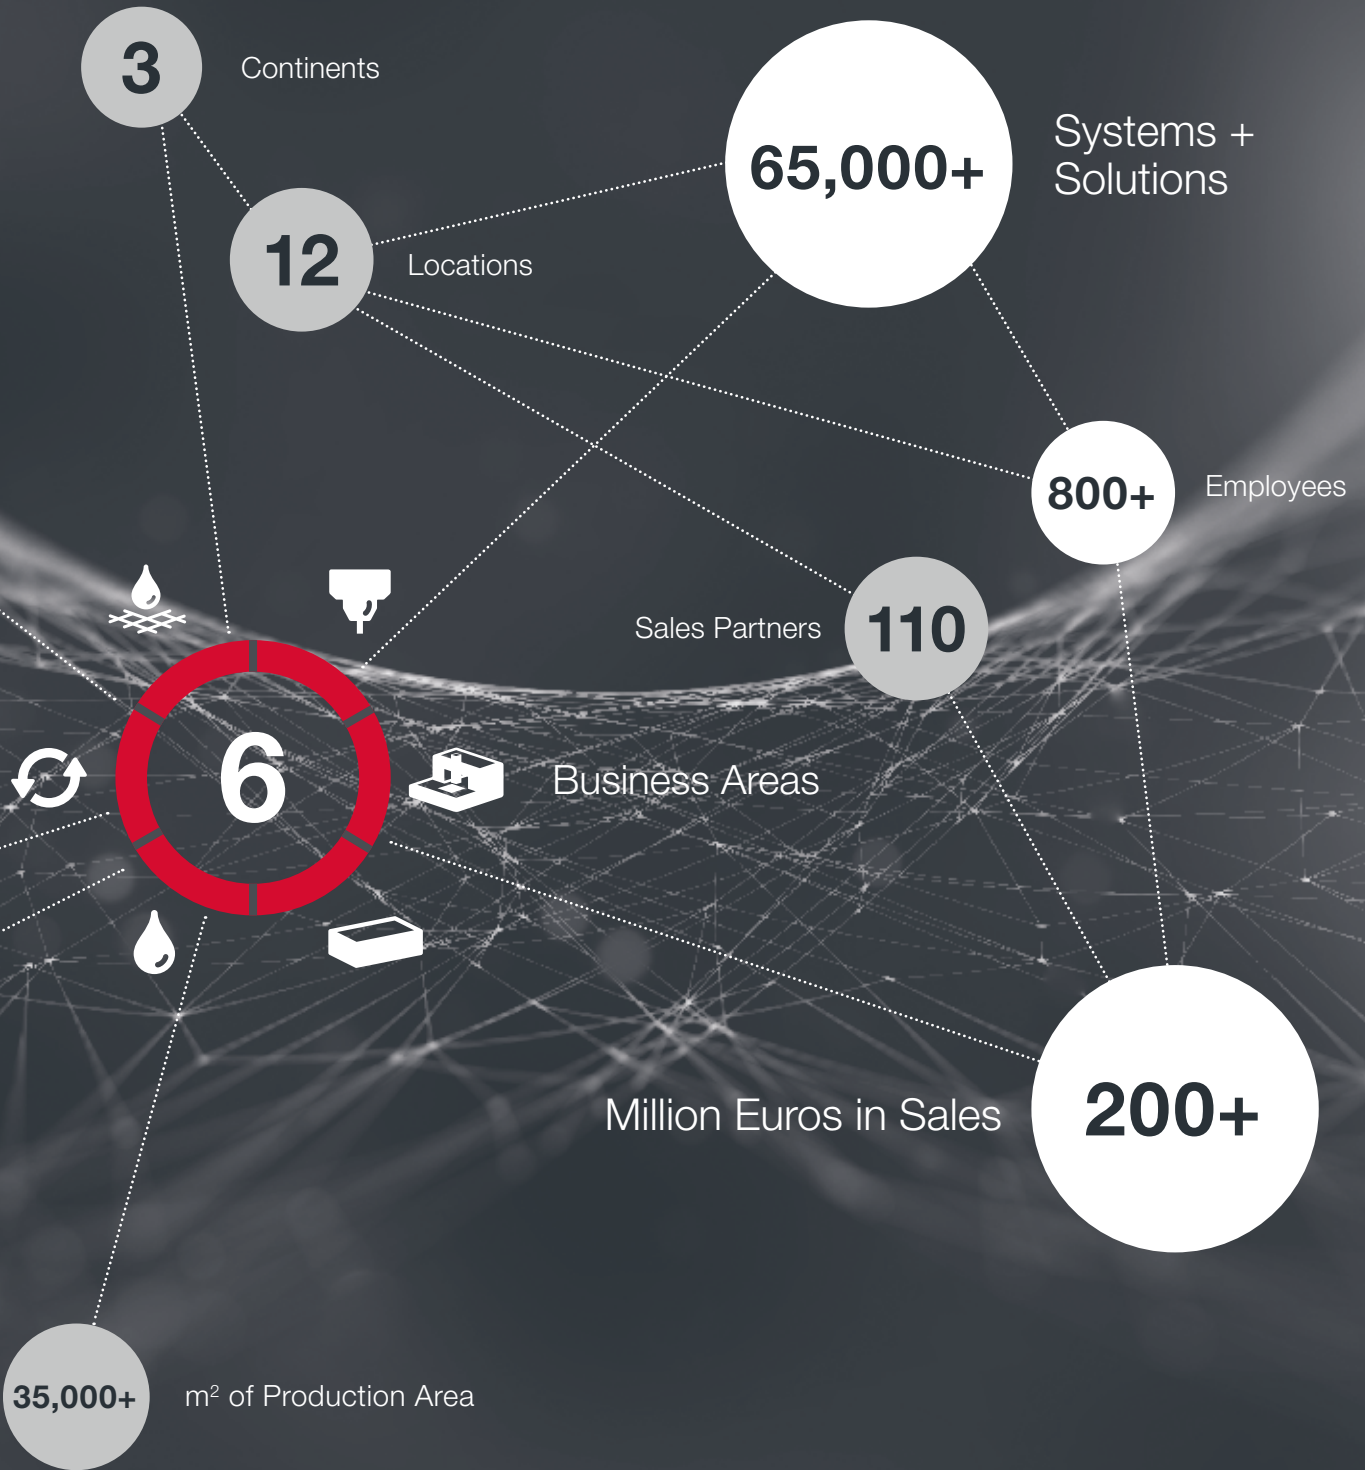 3
Continents
65,000+
Systems +
Solutions
12
Locations
800+
Employees
Sales Partners
110
6
Business Areas
Million Euros in Sales
200+
35,000+
m² of Production Area